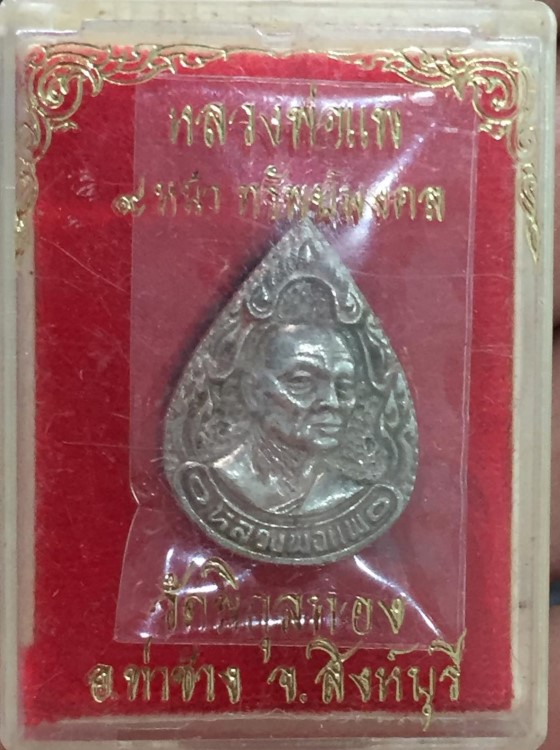 หลวงพ่อแพ
๙ หน้า ทรัพย์มงคล
หลวงพ่อแพ
วัดพิกุลทอง
อ.ท่าช้าง จ.สิงห์บุรี